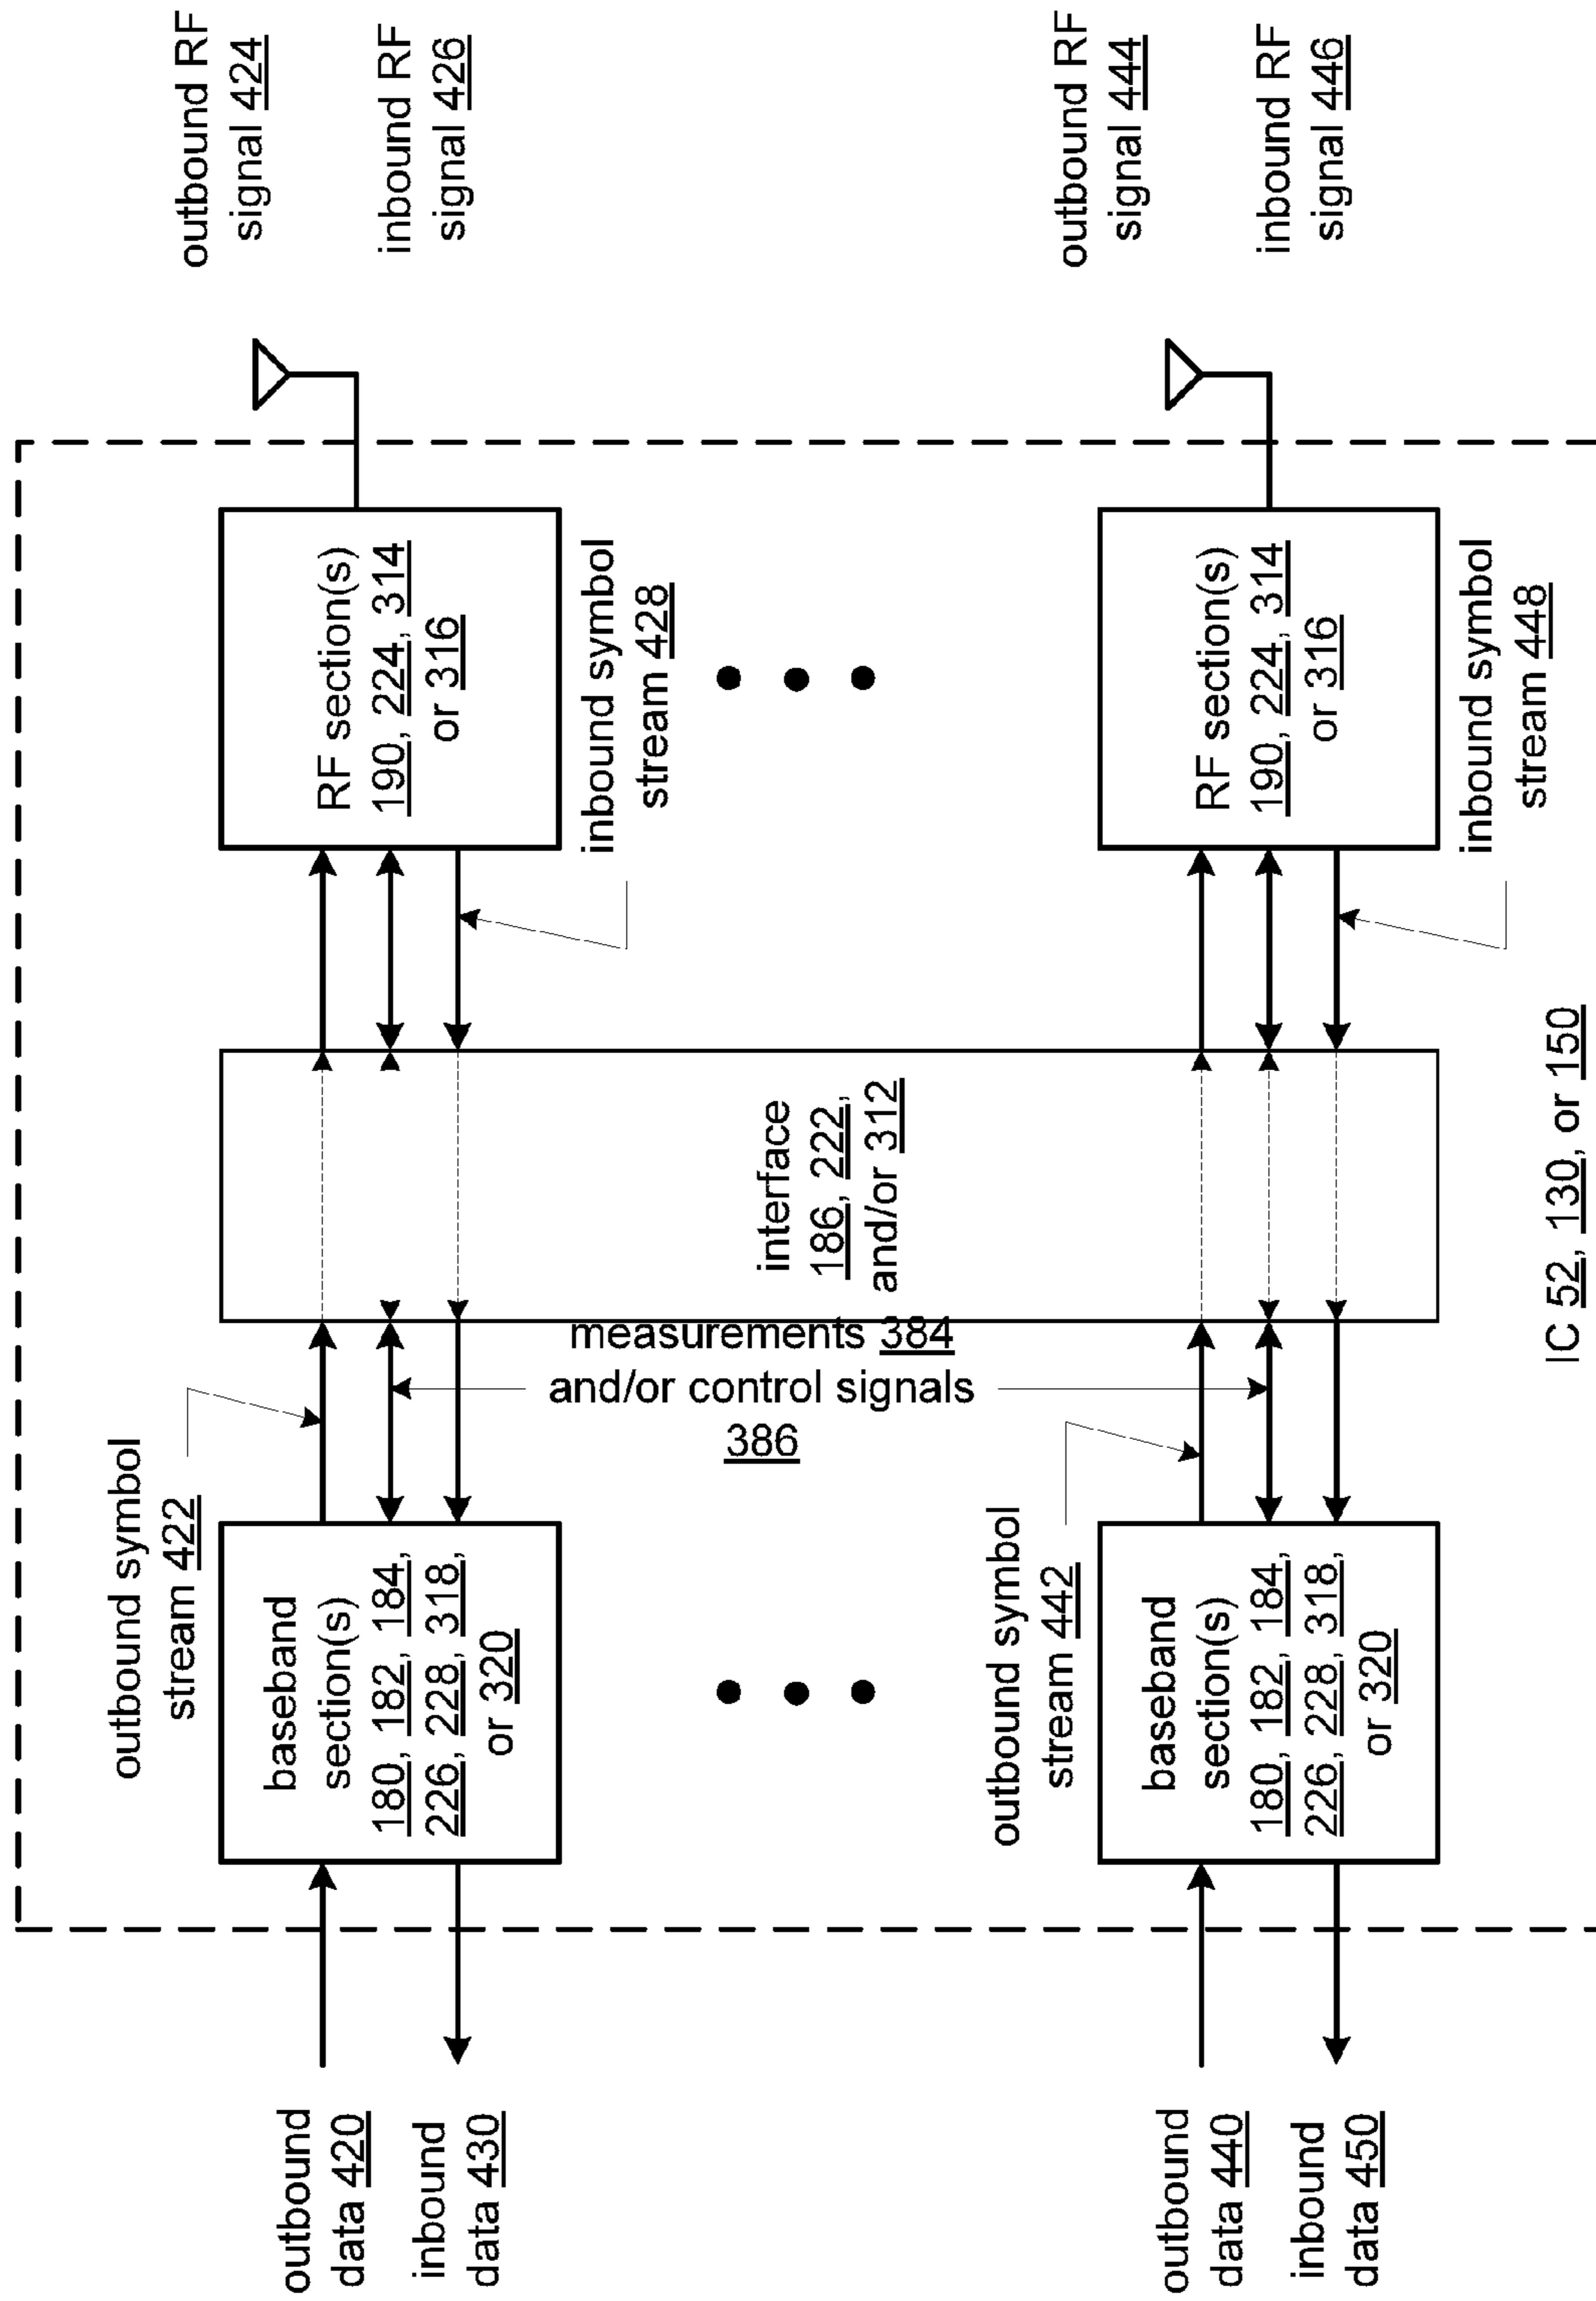 outbound RF
signal 424
inbound RF
signal 426
RF section(s)
190, 224, 314
or 316
inbound symbol
stream 428
outbound symbol
stream 422
baseband
section(s)
180, 182, 184,
226, 228, 318,
or 320
outbound
data 420
inbound
data 430
interface
186, 222,
and/or 312
measurements 384
and/or control signals
386
outbound RF
signal 444
inbound RF
signal 446
RF section(s)
190, 224, 314
or 316
inbound symbol
stream 448
outbound symbol
stream 442
baseband
section(s)
180, 182, 184,
226, 228, 318,
or 320
outbound
data 440
inbound
data 450
IC 52, 130, or 150